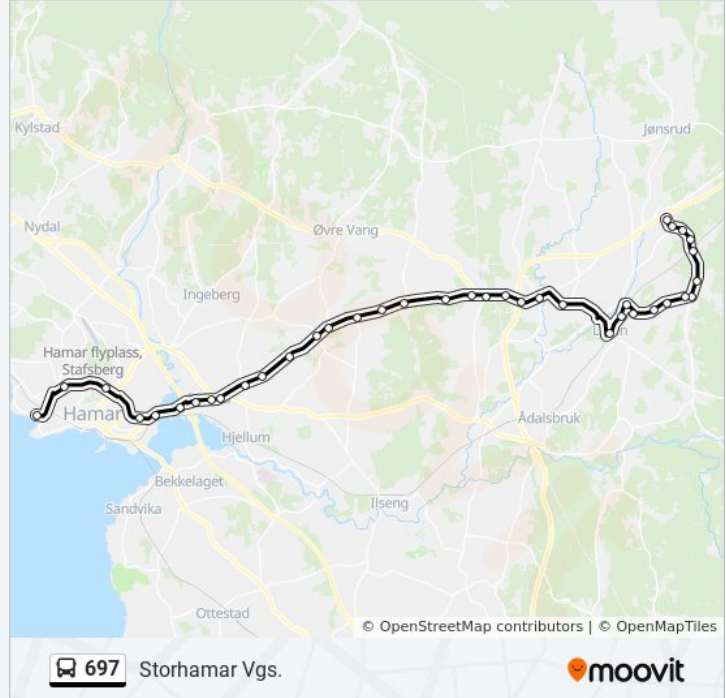 Kylstad
Jønsrud
Nydal
Øvre Vang
Ingeberg
Hamar flyplass,
Stafsberg
Hamar
Ådalsbruk
Hjellum
Bekkelaget
Ilseng
Sandvika
Ottestad
© OpenStreetMap contributors | © OpenMapTiles
697 Storhamar Vgs.
moovit